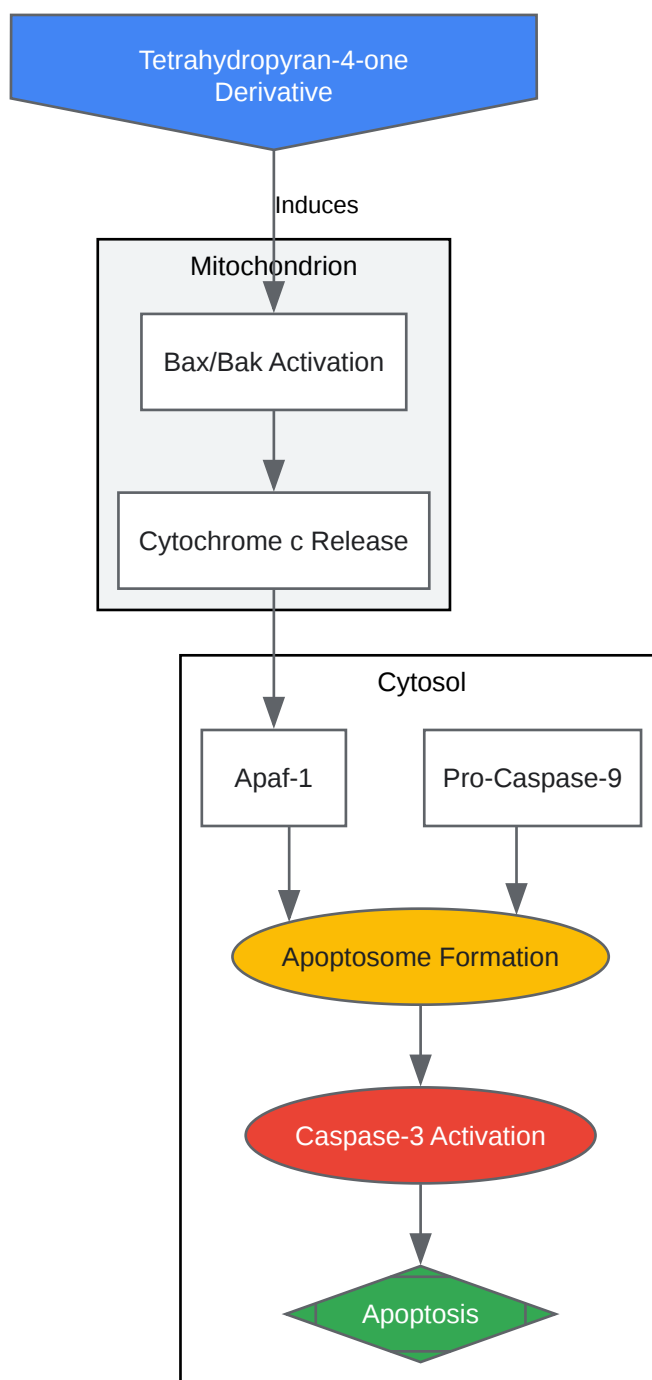 Tetrahydropyran-4-one
Derivative
Induces
Mitochondrion
Bax/Bak Activation
Cytochrome c Release
Cytosol
Apaf-1
Pro-Caspase-9
Apoptosome Formation
Caspase-3 Activation
Apoptosis